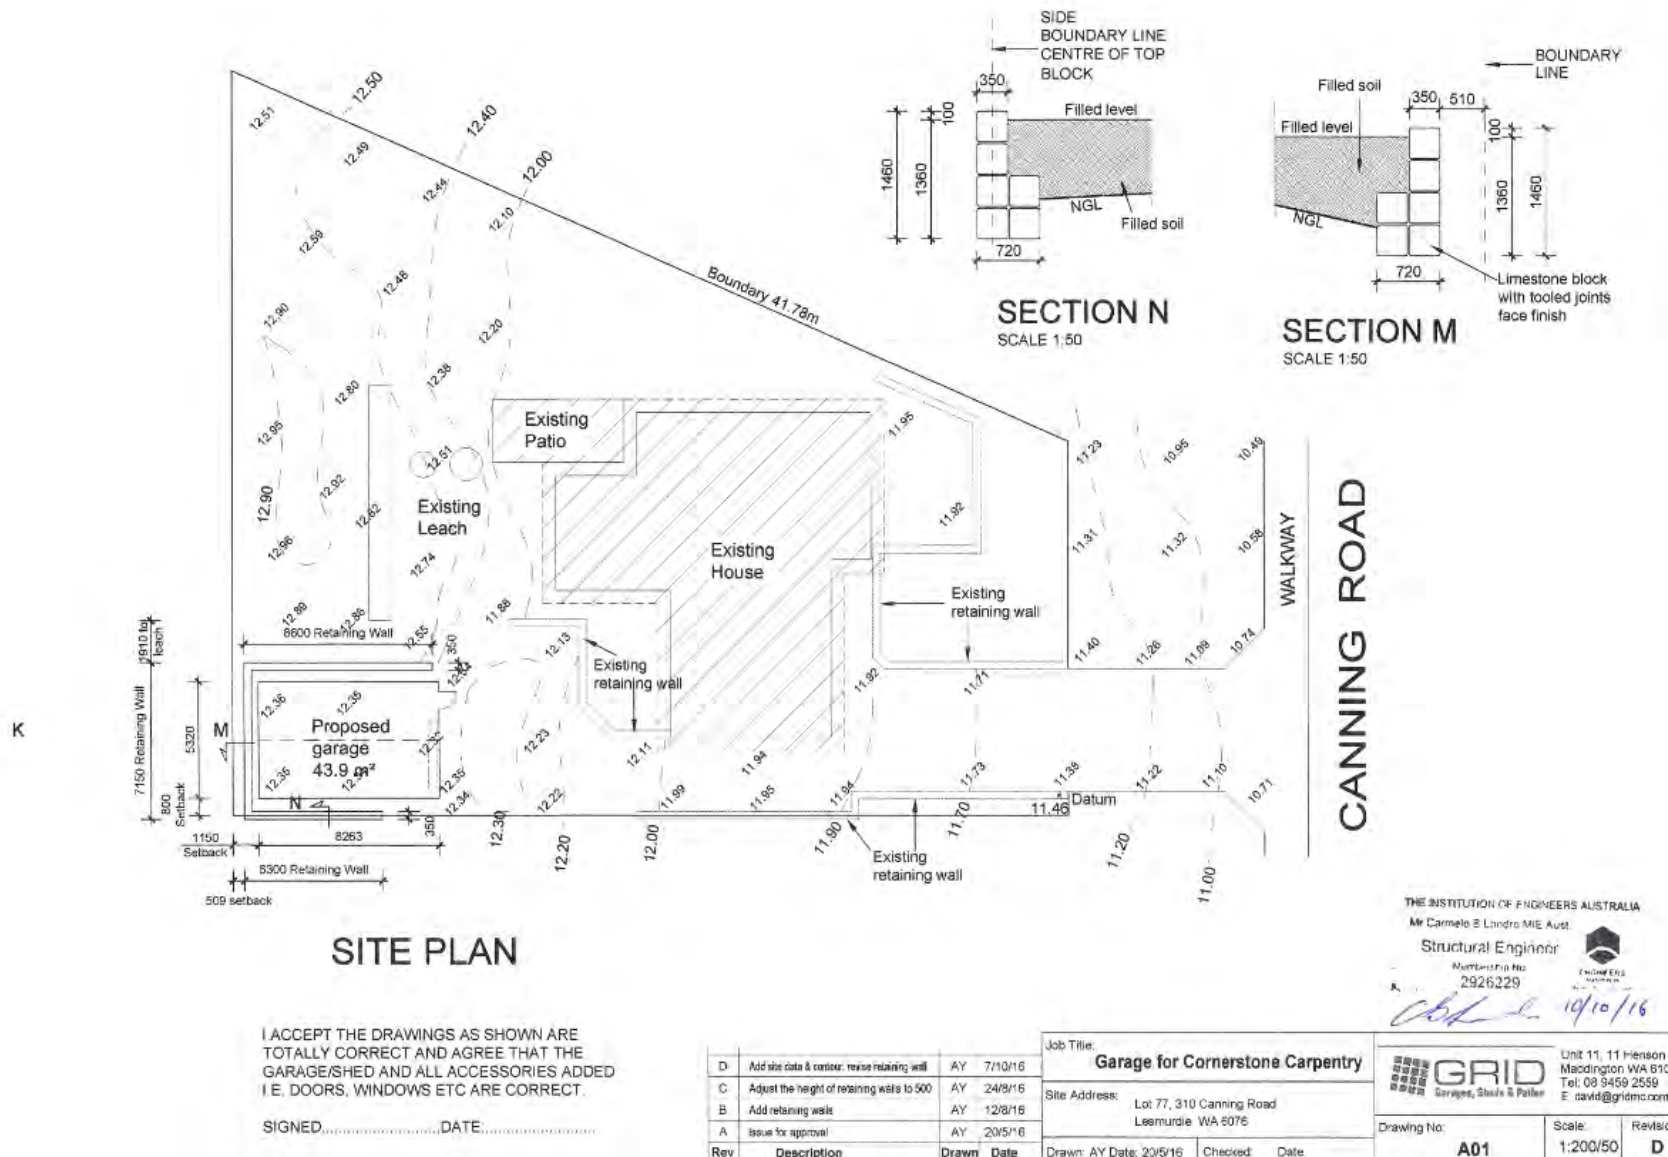 SIDE
BOUNDARY LINE
CENTRE OF TOP
BLOCK
350
Filled level
100
1460
1360
NGL
Filled soil
720
SECTION N
SCALE 1:50
BOUNDARY
LINE
Filled soil
350
510
Filled level
100
1360
1460
NGL
720
Limestone block
with tooled joints
face finish
SECTION M
SCALE 1:50
12.51
12.50
12.49
12.40
12.44
12.00
12.10
12.59
12.48
12.90
12.20
12.38
12.80
12.95
12.51
12.92
12.82
12.90
12.96
12.74
12.89
12.86
12.55
11.88
12.13
Boundary 41.78m
Existing
Patio
Existing
Leach
Existing
House
11.95
11.92
Existing
retaining wall
Existing
retaining wall
11.23
10.95
10.49
11.31
11.32
10.58
11.40
11.26
11.09
10.74
WALKWAY
CANNING ROAD
1910 to
leach
8600 Retaining Wall
350
7150 Retaining Wall
5320
800
Setback
K
M
12.36
12.35
Proposed
garage
43.9 m²
12.35
12.35
12.34
N
12.23
12.22
12.11
11.99
11.94
11.95
11.94
11.92
11.71
11.73
11.39
11.22
11.10
10.71
11.46
Datum
350
1150
Setback
8263
6300 Retaining Wall
509 setback
12.30
12.20
12.00
11.90
11.70
11.20
11.00
Existing
retaining wall
SITE PLAN
I ACCEPT THE DRAWINGS AS SHOWN ARE
TOTALLY CORRECT AND AGREE THAT THE
GARAGE/SHED AND ALL ACCESSORIES ADDED
I.E. DOORS, WINDOWS ETC ARE CORRECT.
SIGNED DATE
THE INSTITUTION OF ENGINEERS AUSTRALIA
Mr Carmelo B Landro MIE Aust.
Structural Engineer
Membership No
2926229
ENGINEERS
10/10/16
D Add site data & contour, revise retaining wall AY 7/10/16
C Adjust the height of retaining walls to 500 AY 24/8/16
B Add retaining walls AY 12/8/16
A Issue for approval AY 20/5/16
Rev Description Drawn Date
Job Title:
Garage for Cornerstone Carpentry
Site Address:
Lot 77, 310 Canning Road
Lesmurdie WA 6076
Drawn: AY Date: 20/5/16 Checked: Date
GRID
Garages, Sheds & Patios
Unit 11, 11 Henson
Maddington WA 610
Tel: 08 9459 2559
E: david@gridmc.com
Drawing No:
A01
Scale:
1:200/50
Revisio
D